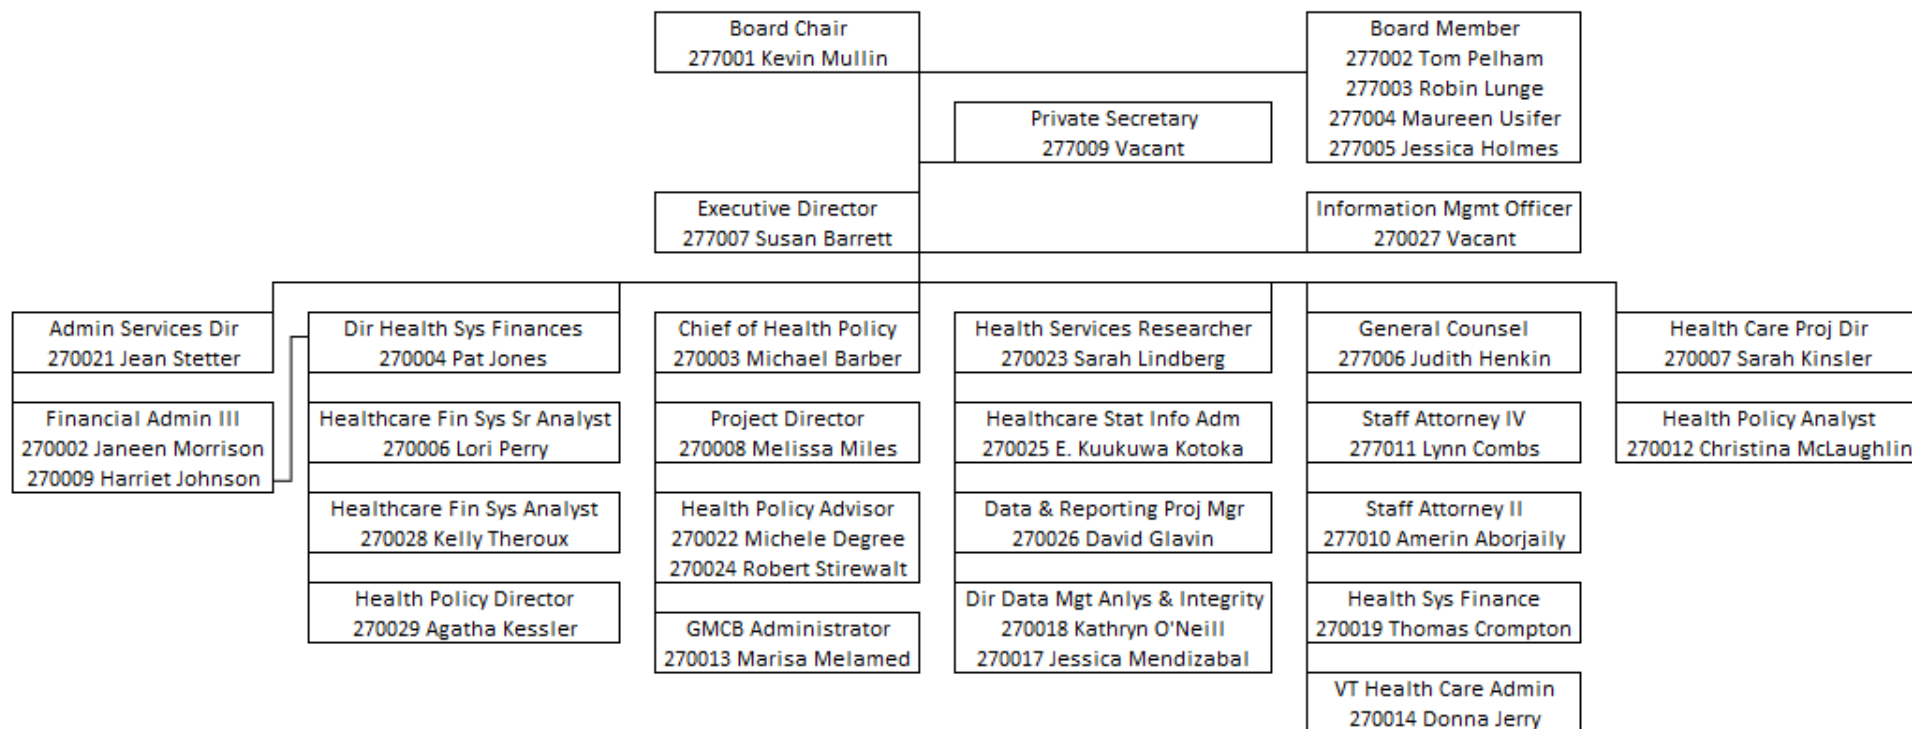 Board Chair
277001 Kevin Mullin
Board Member
277002 Tom Pelham
277003 Robin Lunge
277004 Maureen Usifer
277005 Jessica Holmes
Private Secretary
277009 Vacant
Executive Director
277007 Susan Barrett
Information Mgmt Officer
270027 Vacant
Admin Services Dir
270021 Jean Stetter
Financial Admin III
270002 Janeen Morrison
270009 Harriet Johnson
Dir Health Sys Finances
270004 Pat Jones
Healthcare Fin Sys Sr Analyst
270006 Lori Perry
Healthcare Fin Sys Analyst
270028 Kelly Theroux
Health Policy Director
270029 Agatha Kessler
Chief of Health Policy
270003 Michael Barber
Project Director
270008 Melissa Miles
Health Policy Advisor
270022 Michele Degree
270024 Robert Stirewalt
GMCB Administrator
270013 Marisa Melamed
Health Services Researcher
270023 Sarah Lindberg
Healthcare Stat Info Adm
270025 E. Kuukuwa Kotoka
Data & Reporting Proj Mgr
270026 David Glavin
Dir Data Mgt Anlys & Integrity
270018 Kathryn O'Neill
270017 Jessica Mendizabal
General Counsel
277006 Judith Henkin
Staff Attorney IV
277011 Lynn Combs
Staff Attorney II
277010 Amerin Aborjaily
Health Sys Finance
270019 Thomas Crompton
VT Health Care Admin
270014 Donna Jerry
Health Care Proj Dir
270007 Sarah Kinsler
Health Policy Analyst
270012 Christina McLaughlin